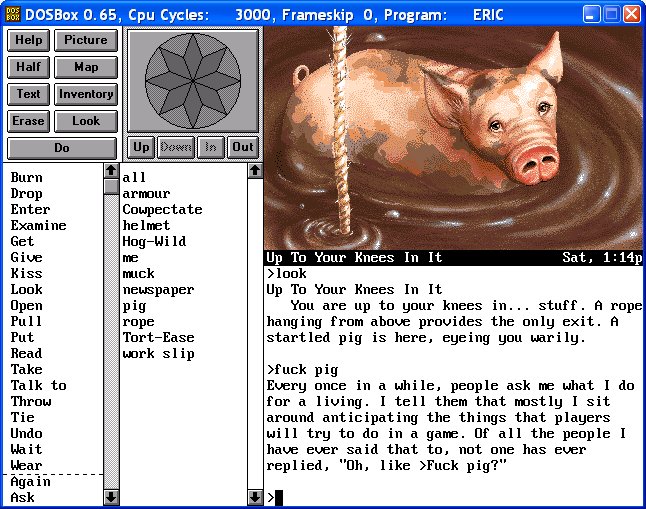 DOSBox 0.65, Cpu Cycles: 3000, Frameskip 0, Program: ERIC
DOS
BOX
Help
Picture
Half
Map
Text
Inventory
Erase
Look
Do
Up
Down
In
Out
Burn
Drop
Enter
Examine
Get
Give
Kiss
Look
Open
Pull
Put
Read
Take
Talk to
Throw
Tie
Undo
Wait
Wear
Again
Ask
all
armour
Cowpectate
helmet
Hog-Wild
me
muck
newspaper
pig
rope
Tort-Ease
work slip
Up To Your Knees In It Sat, 1:14p
>look
Up To Your Knees In It
You are up to your knees in... stuff. A rope
hanging from above provides the only exit. A
startled pig is here, eyeing you warily.
>fuck pig
Every once in a while, people ask me what I do
for a living. I tell them that mostly I sit
around anticipating the things that players
will try to do in a game. Of all the people I
have ever said that to, not one has ever
replied, "Oh, like >Fuck pig?"
>